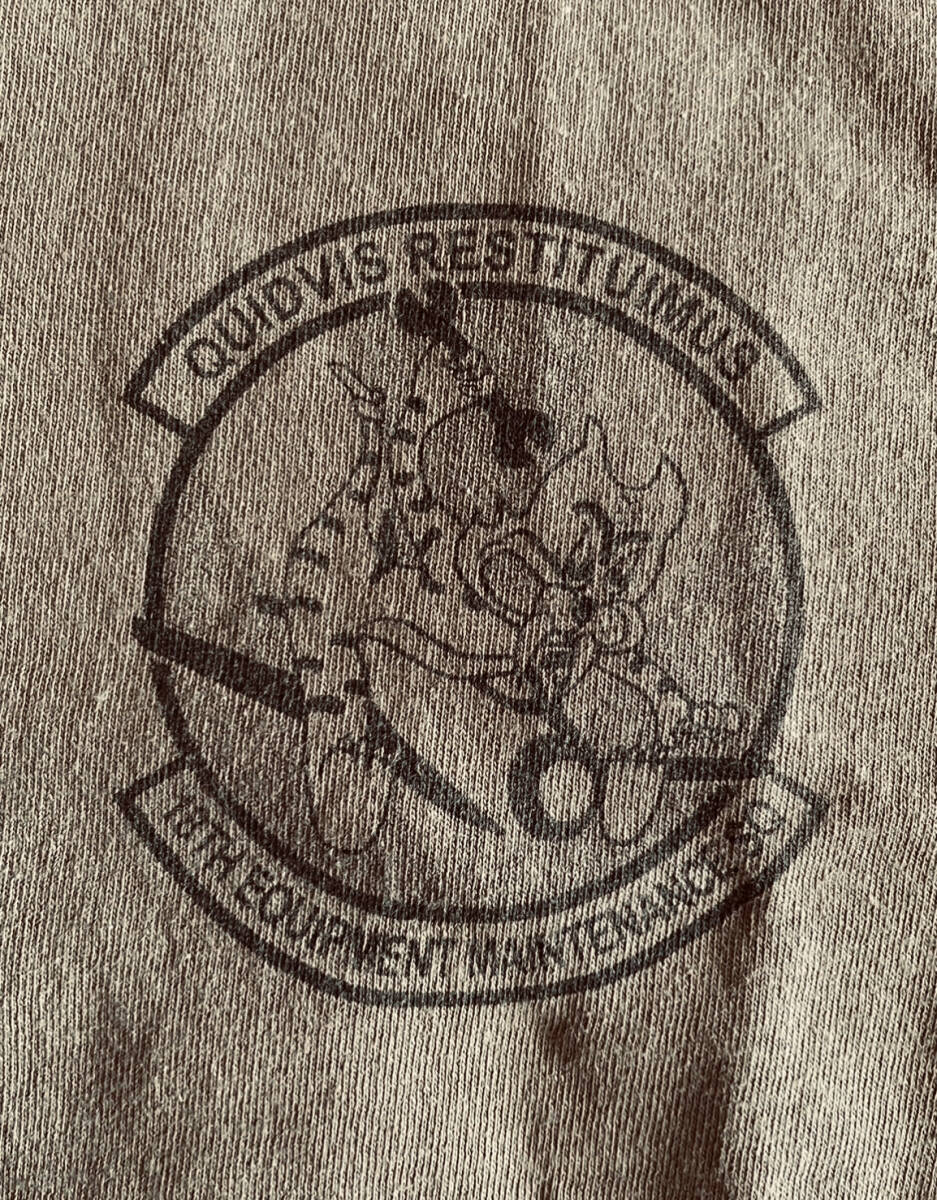 QUIDVIS RESTITUIMUS
18TH EQUIPMENT MAINTENANCE SQ